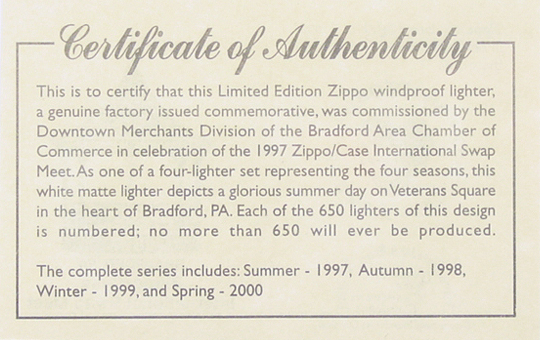 Certificate of Authenticity
This is to certify that this Limited Edition Zippo windproof lighter,
a genuine factory issued commemorative, was commissioned by the
Downtown Merchants Division of the Bradford Area Chamber of
Commerce in celebration of the 1997 Zippo/Case International Swap
Meet. As one of a four-lighter set representing the four seasons, this
white matte lighter depicts a glorious summer day on Veterans Square
in the heart of Bradford, PA. Each of the 650 lighters of this design
is numbered; no more than 650 will ever be produced.
The complete series includes: Summer - 1997, Autumn - 1998,
Winter - 1999, and Spring - 2000